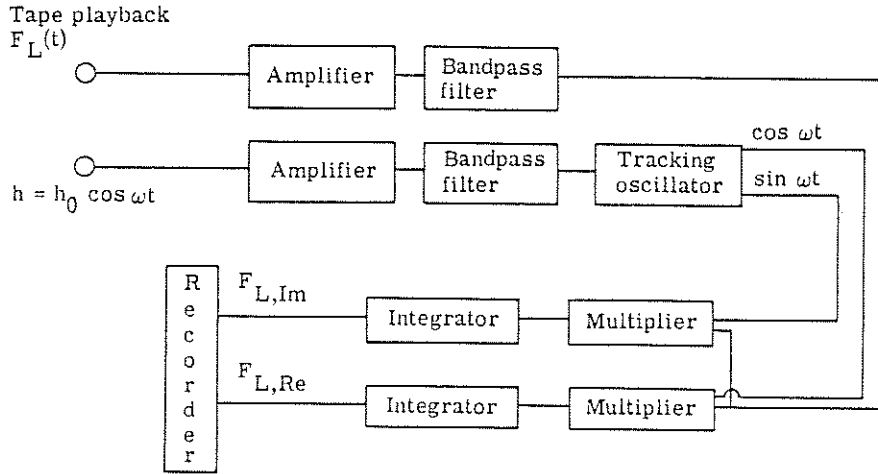 Tape playback
F_L(t)
Amplifier
Bandpass
filter
h = h_0 cos ωt
Amplifier
Bandpass
filter
Tracking
oscillator
cos ωt
sin ωt
Recorder
F_L,Im
Integrator
Multiplier
F_L,Re
Integrator
Multiplier